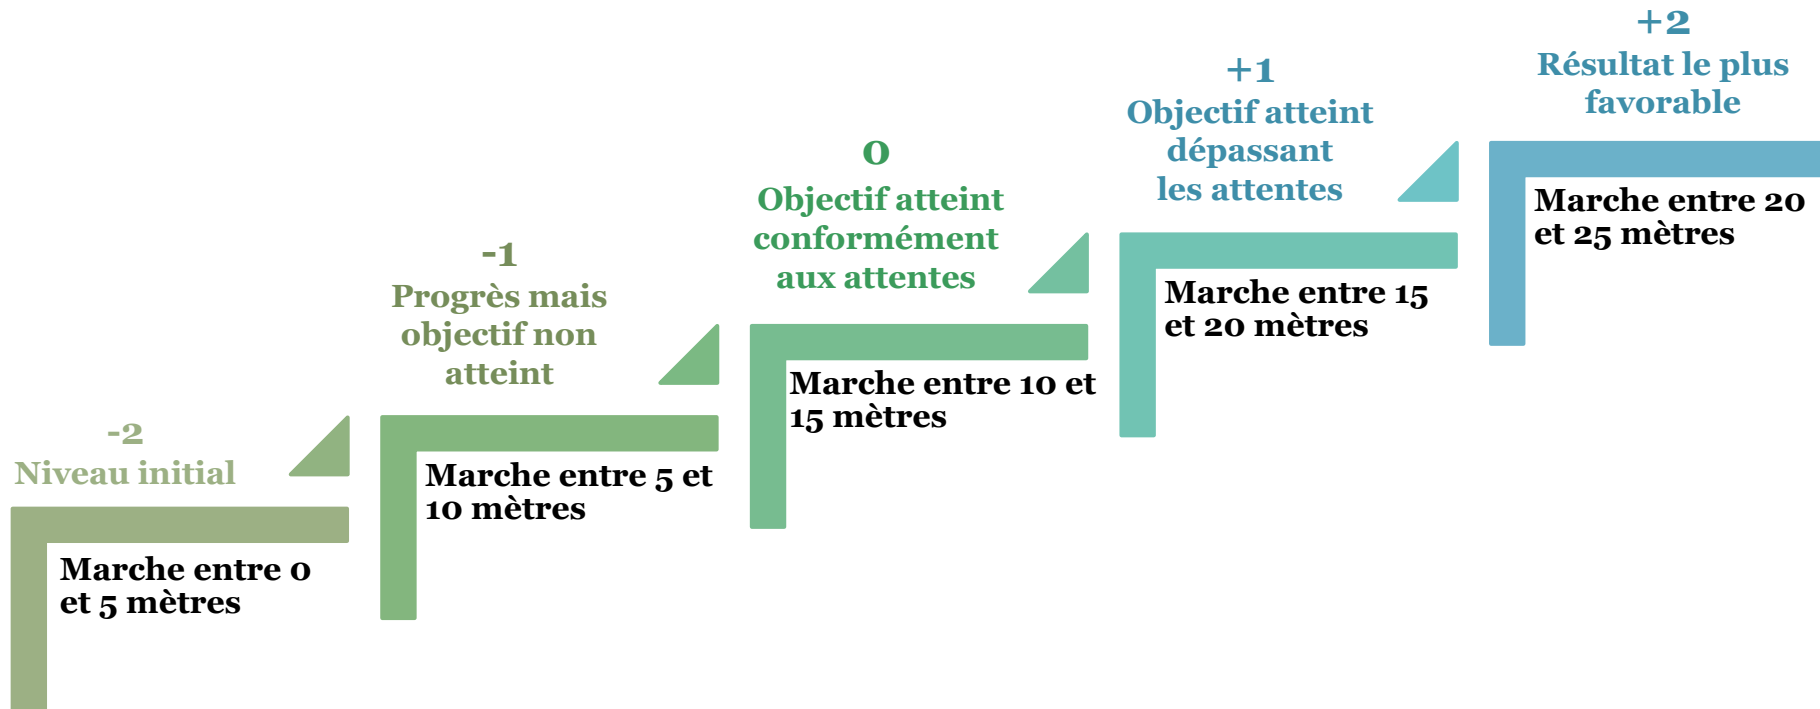 -2
Niveau initial
Marche entre 0
et 5 mètres
-1
Progrès mais
objectif non
atteint
Marche entre 5 et
10 mètres
0
Objectif atteint
conformément
aux attentes
Marche entre 10 et
15 mètres
+1
Objectif atteint
dépassant
les attentes
Marche entre 15
et 20 mètres
+2
Résultat le plus
favorable
Marche entre 20
et 25 mètres